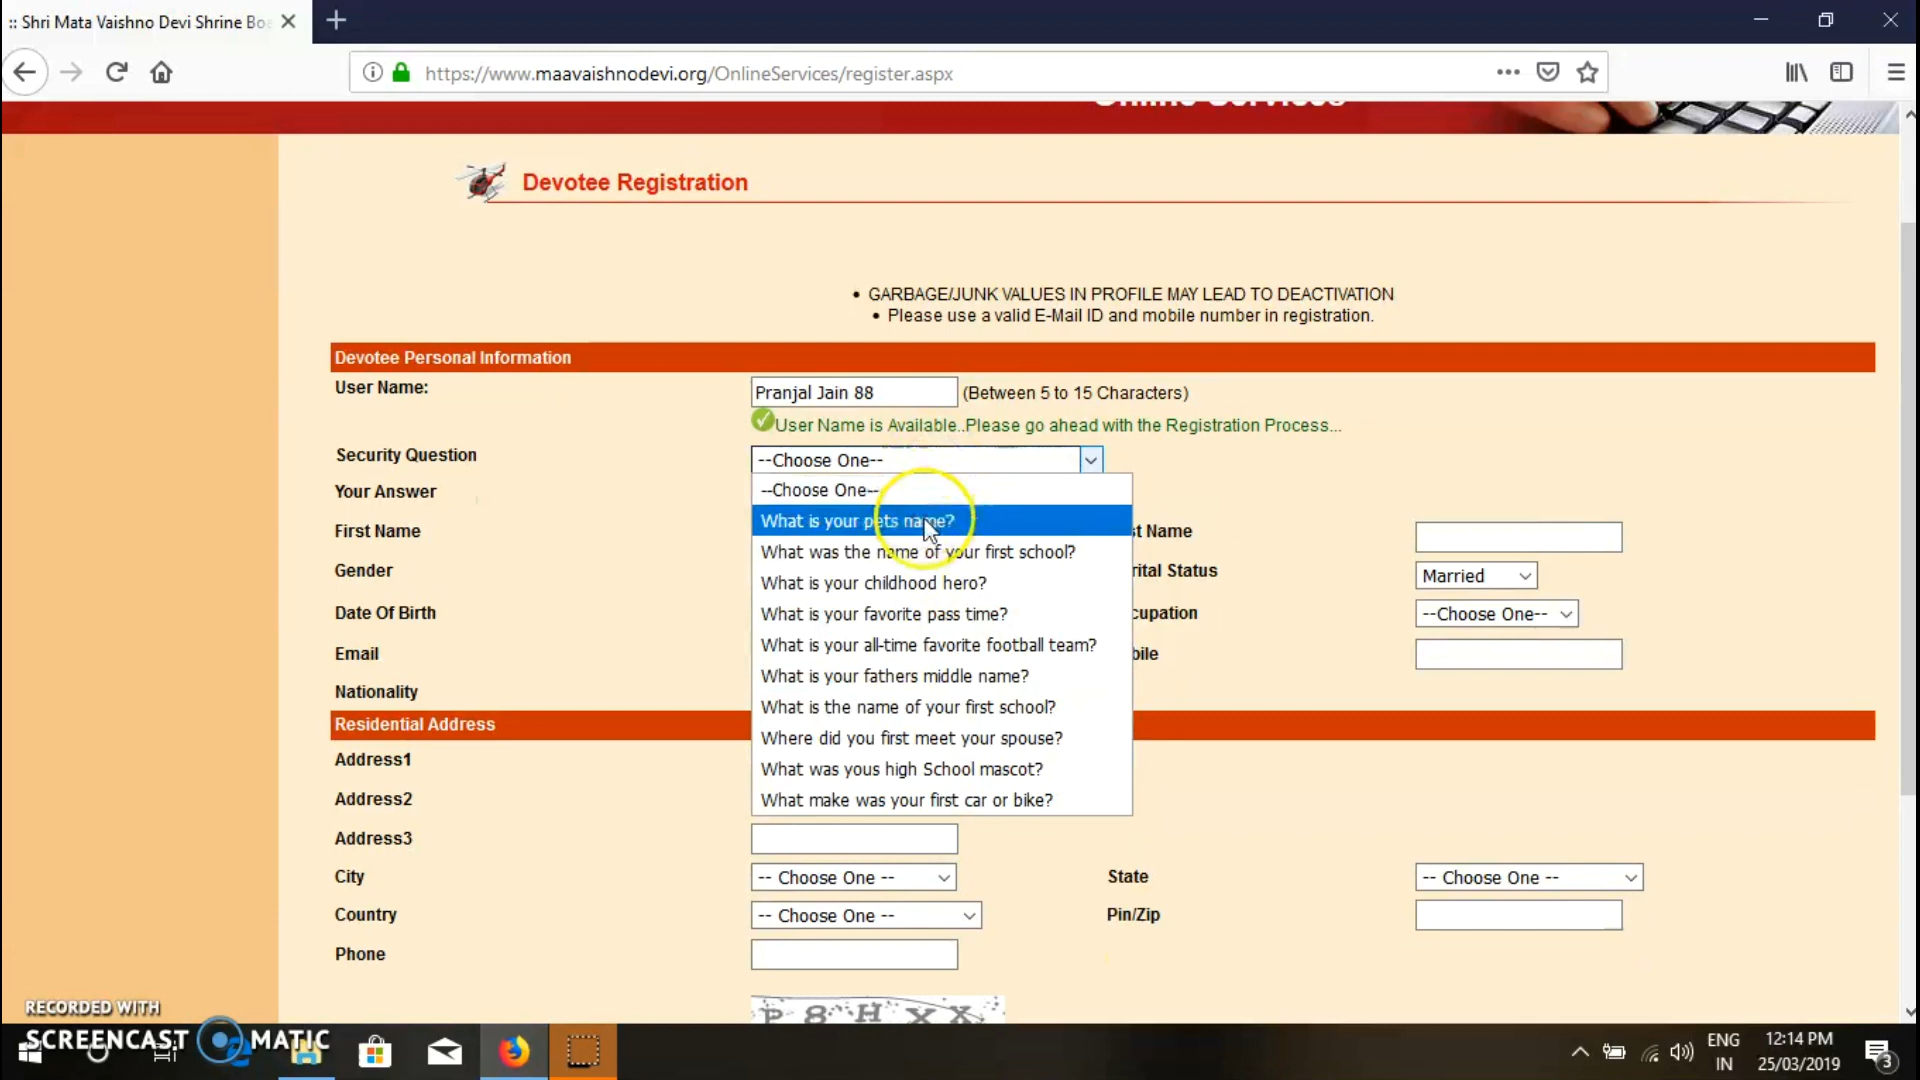 :: Shri Mata Vaishno Devi Shrine Boa
https://www.maavaishnodevi.org/OnlineServices/register.aspx
Online Services
Devotee Registration
• GARBAGE/JUNK VALUES IN PROFILE MAY LEAD TO DEACTIVATION
• Please use a valid E-Mail ID and mobile number in registration.
Devotee Personal Information
User Name: Pranjal Jain 88 (Between 5 to 15 Characters)
User Name is Available..Please go ahead with the Registration Process...
Security Question --Choose One--
Your Answer --Choose One--
What is your pets name?
First Name st Name
What was the name of your first school?
Gender rital Status Married
What is your childhood hero?
Date Of Birth cupation --Choose One--
What is your favorite pass time?
What is your all-time favorite football team?
Email bile
What is your fathers middle name?
Nationality
What is the name of your first school?
Residential Address
Where did you first meet your spouse?
Address1
What was yous high School mascot?
Address2
What make was your first car or bike?
Address3
City -- Choose One -- State -- Choose One --
Country -- Choose One -- Pin/Zip
Phone
P 8 H X X
RECORDED WITH
SCREENCAST MATIC
ENG 12:14 PM
IN 25/03/2019 3